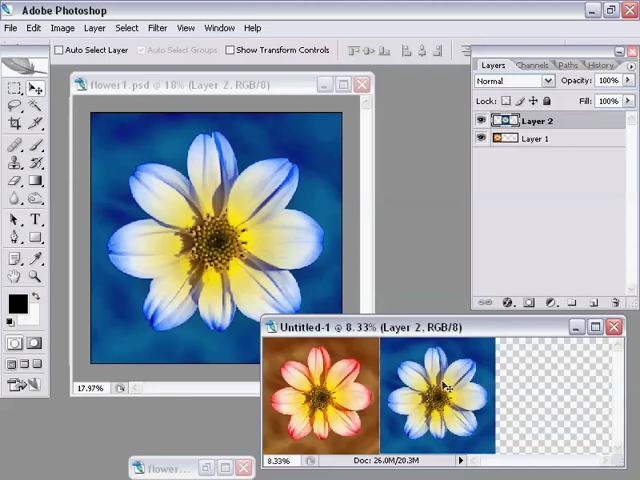 Adobe Photoshop
File Edit Image Layer Select Filter View Window Help
Auto Select Layer Auto Select Groups Show Transform Controls
flower1.psd @ 18% (Layer 2, RGB/8)
17.97%
Layers Channels Paths History
Normal Opacity: 100%
Lock: Fill: 100%
Layer 2
Layer 1
Untitled-1 @ 8.33% (Layer 2, RGB/8)
8.33% Doc: 26.0M/20.3M
flower...